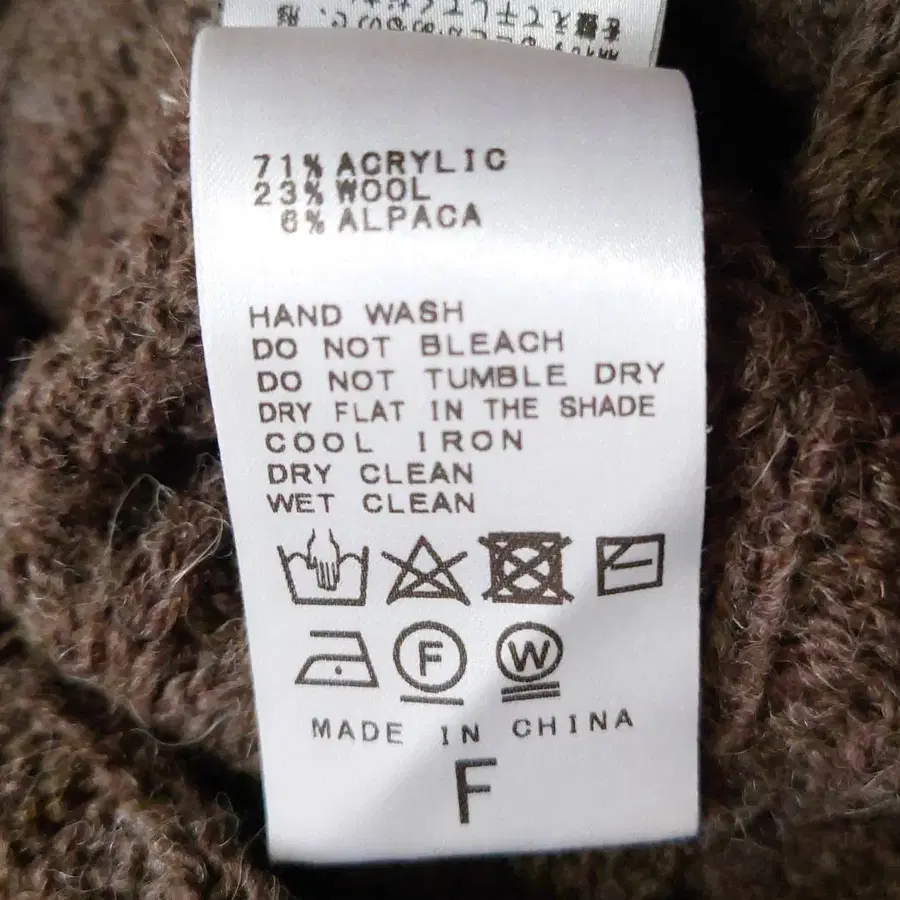 71% ACRYLIC
23% WOOL
6% ALPACA
HAND WASH
DO NOT BLEACH
DO NOT TUMBLE DRY
DRY FLAT IN THE SHADE
COOL IRON
DRY CLEAN
WET CLEAN
F W
MADE IN CHINA
F